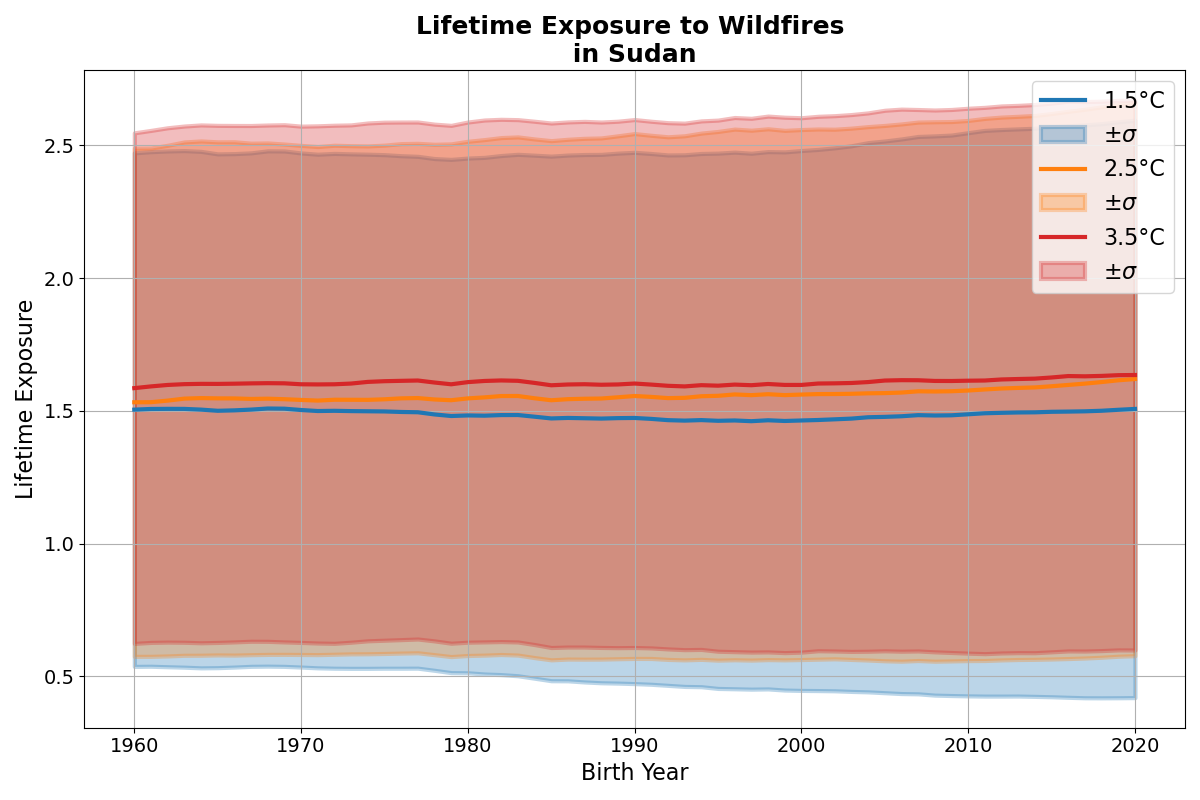 Lifetime Exposure to Wildfires
in Sudan
1.5°C
±σ
2.5°C
±σ
3.5°C
±σ
Lifetime Exposure
2.5
2.0
1.5
1.0
0.5
1960 1970 1980 1990 2000 2010 2020
Birth Year